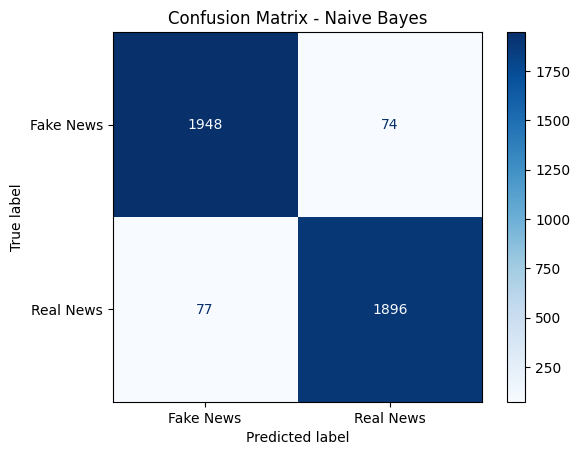 Confusion Matrix - Naive Bayes
True label
Fake News
1948
74
Real News
77
1896
Fake News
Real News
Predicted label
1750
1500
1250
1000
750
500
250